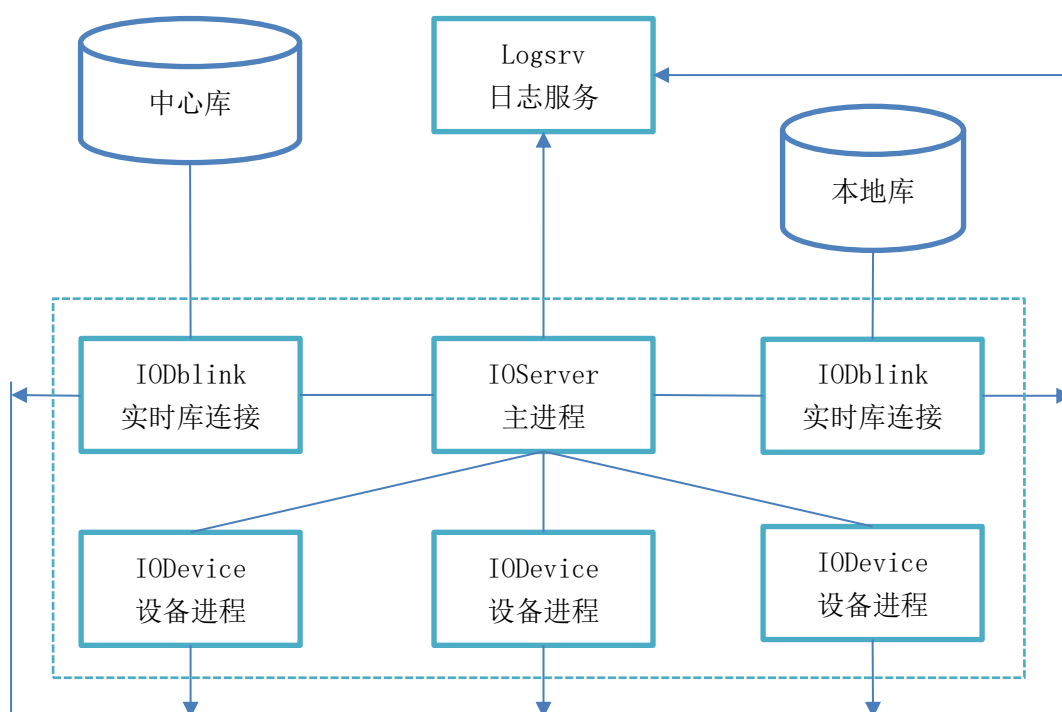 中心库
Logsrv
日志服务
本地库
IODblink
实时库连接
IOServer
主进程
IODblink
实时库连接
IODevice
设备进程
IODevice
设备进程
IODevice
设备进程